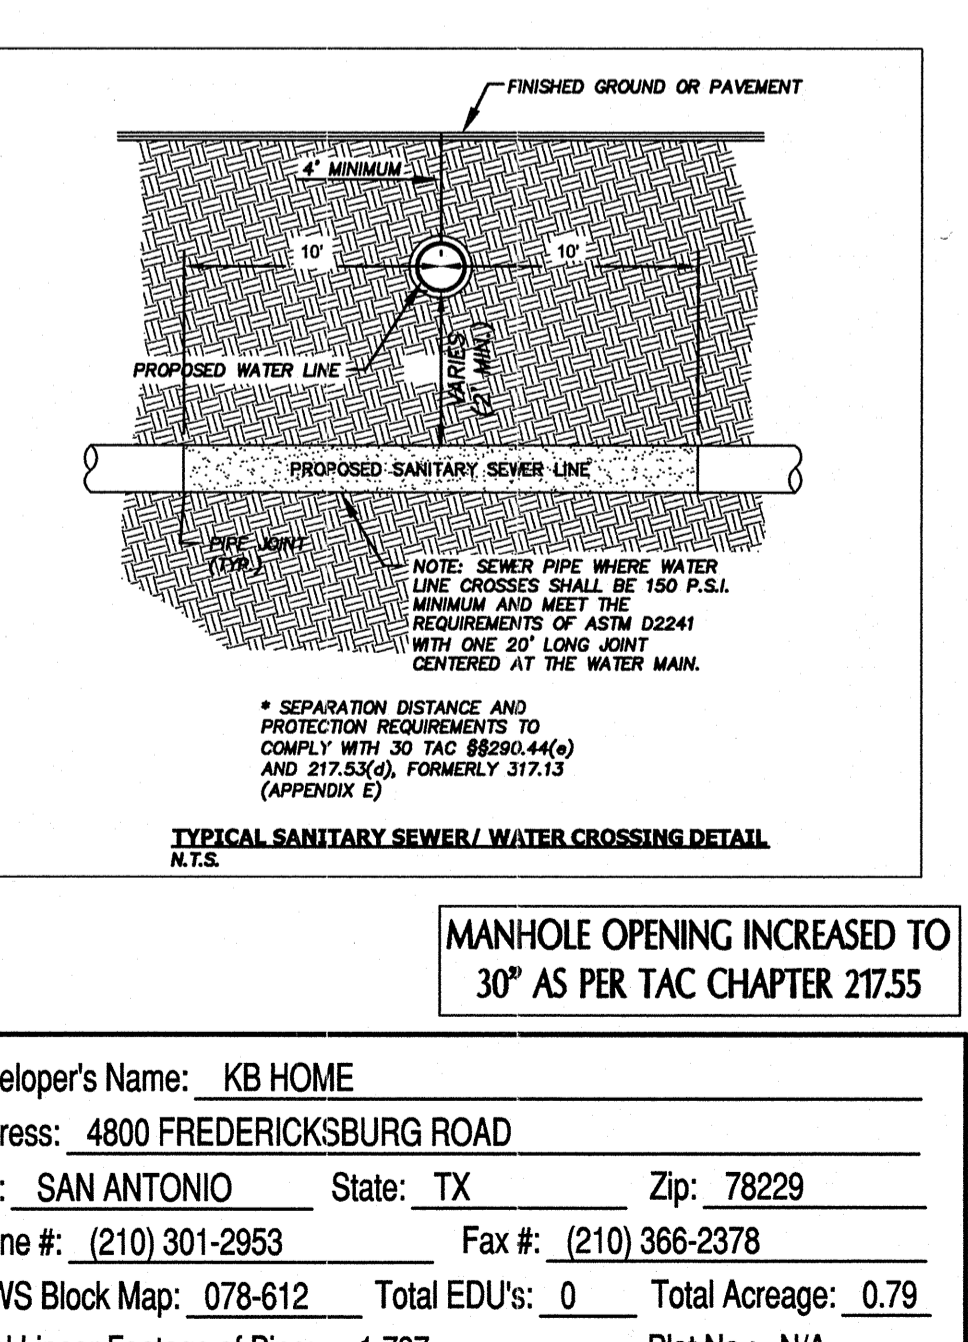 FINISHED GROUND OR PAVEMENT
4' MINIMUM
10'
10'
PROPOSED WATER LINE
VARIES
(2' MIN.)
PROPOSED SANITARY SEWER LINE
PIPE JOINT
(TYP.)
NOTE: SEWER PIPE WHERE WATER
LINE CROSSES SHALL BE 150 P.S.I.
MINIMUM AND MEET THE
REQUIREMENTS OF ASTM D2241
WITH ONE 20' LONG JOINT
CENTERED AT THE WATER MAIN.
* SEPARATION DISTANCE AND
PROTECTION REQUIREMENTS TO
COMPLY WITH 30 TAC §§290.44(e)
AND 217.53(d), FORMERLY 317.13
(APPENDIX E)
TYPICAL SANITARY SEWER/ WATER CROSSING DETAIL
N.T.S.
MANHOLE OPENING INCREASED TO
30" AS PER TAC CHAPTER 217.55
eloper's Name: KB HOME
ress: 4800 FREDERICKSBURG ROAD
: SAN ANTONIO State: TX Zip: 78229
ne #: (210) 301-2953 Fax #: (210) 366-2378
WS Block Map: 078-612 Total EDU's: 0 Total Acreage: 0.79